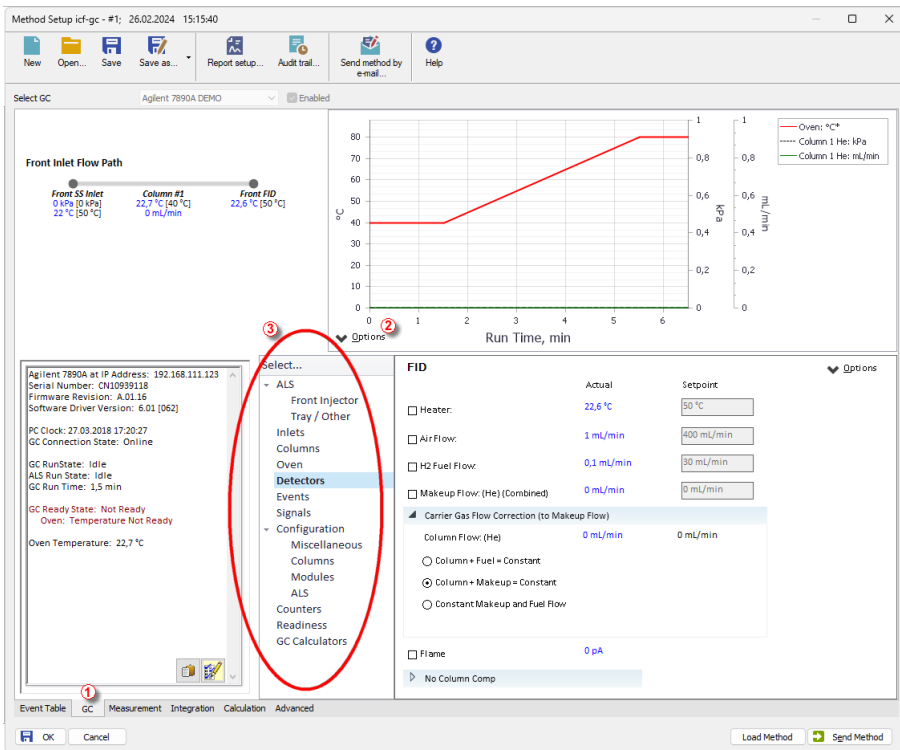 Method Setup icf-gc - #1; 26.02.2024 15:15:40
New Open... Save Save as... Report setup... Audit trail... Send method by e-mail... Help
Select GC Agilent 7890A DEMO Enabled
Front Inlet Flow Path
Front SS Inlet Column #1 Front FID
0 kPa [0 kPa] 22,7 °C [40 °C] 22,6 °C [50 °C]
22 °C [50 °C] 0 mL/min
80
70
60
50
40
30
20
10
0
°C
0 1 2 3 4 5 6
Run Time, min
1
0,8
0,6
0,4
0,2
0
kPa
1
0,8
0,6
0,4
0,2
0
mL/min
Oven: °C*
Column 1 He: kPa
Column 1 He: mL/min
Options
2
3
Agilent 7890A at IP Address: 192.168.111.123
Serial Number: CN10939118
Firmware Revision: A.01.16
Software Driver Version: 6.01 [062]
PC Clock: 27.03.2018 17:20:27
GC Connection State: Online
GC RunState: Idle
ALS Run State: Idle
GC Run Time: 1,5 min
GC Ready State: Not Ready
Oven: Temperature Not Ready
Oven Temperature: 22,7 °C
Select...
ALS
Front Injector
Tray / Other
Inlets
Columns
Oven
Detectors
Events
Signals
Configuration
Miscellaneous
Columns
Modules
ALS
Counters
Readiness
GC Calculators
FID
Options
Actual Setpoint
Heater: 22,6 °C 50 °C
Air Flow: 1 mL/min 400 mL/min
H2 Fuel Flow: 0,1 mL/min 30 mL/min
Makeup Flow: (He) (Combined) 0 mL/min 0 mL/min
Carrier Gas Flow Correction (to Makeup Flow)
Column Flow: (He) 0 mL/min 0 mL/min
Column + Fuel = Constant
Column + Makeup = Constant
Constant Makeup and Fuel Flow
Flame 0 pA
No Column Comp
1
Event Table GC Measurement Integration Calculation Advanced
OK Cancel Load Method Send Method